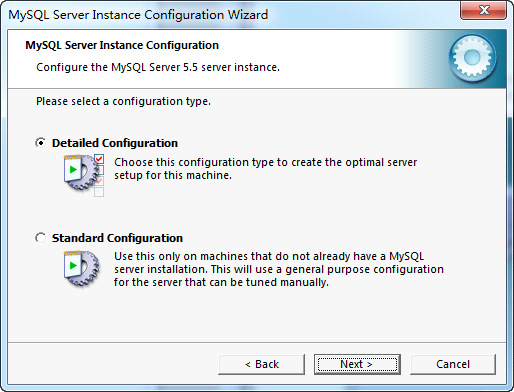 MySQL Server Instance Configuration Wizard
MySQL Server Instance Configuration
Configure the MySQL Server 5.5 server instance.
Please select a configuration type.
Detailed Configuration
Choose this configuration type to create the optimal server
setup for this machine.
Standard Configuration
Use this only on machines that do not already have a MySQL
server installation. This will use a general purpose configuration
for the server that can be tuned manually.
< Back
Next >
Cancel